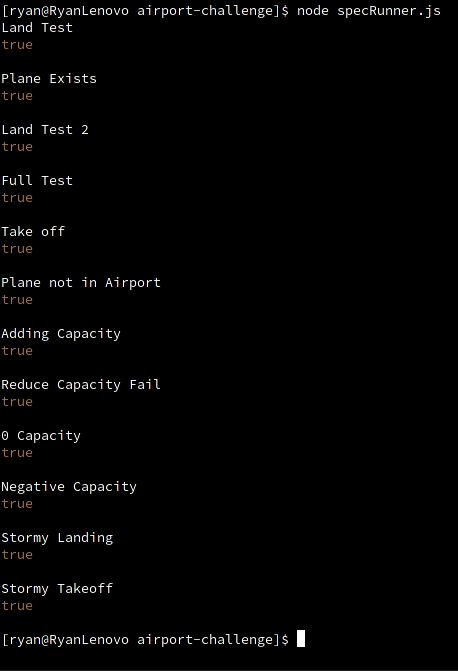 [ryan@RyanLenovo airport-challenge]$ node specRunner.js
Land Test
true
Plane Exists
true
Land Test 2
true
Full Test
true
Take off
true
Plane not in Airport
true
Adding Capacity
true
Reduce Capacity Fail
true
0 Capacity
true
Negative Capacity
true
Stormy Landing
true
Stormy Takeoff
true
[ryan@RyanLenovo airport-challenge]$